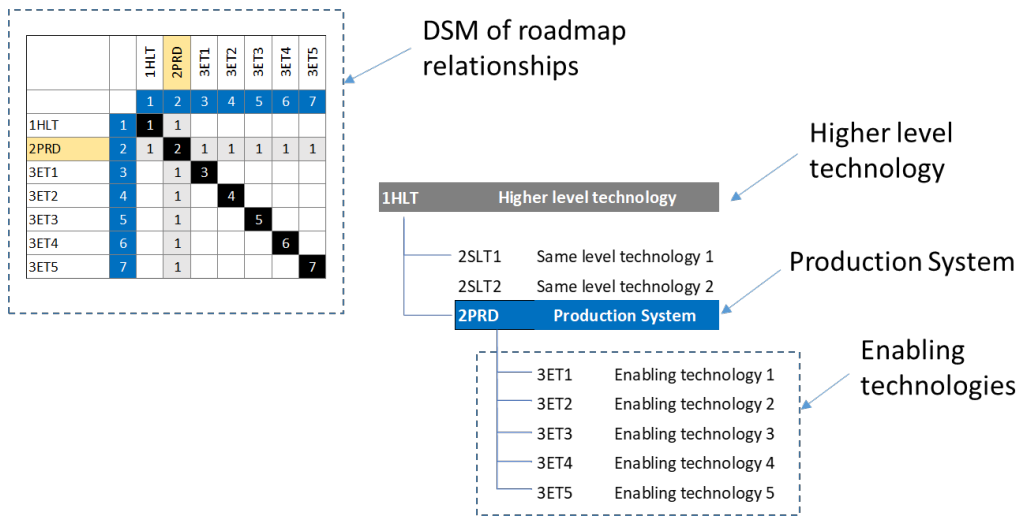 DSM of roadmap
relationships
1HLT 2PRD 3ET1 3ET2 3ET3 3ET4 3ET5
1 2 3 4 5 6 7
1HLT 1 1 1
2PRD 2 1 2 1 1 1 1 1
3ET1 3 1 3
3ET2 4 1 4
3ET3 5 1 5
3ET4 6 1 6
3ET5 7 1 7
Higher level
technology
1HLT Higher level technology
2SLT1 Same level technology 1
2SLT2 Same level technology 2
Production System
2PRD Production System
Enabling
technologies
3ET1 Enabling technology 1
3ET2 Enabling technology 2
3ET3 Enabling technology 3
3ET4 Enabling technology 4
3ET5 Enabling technology 5